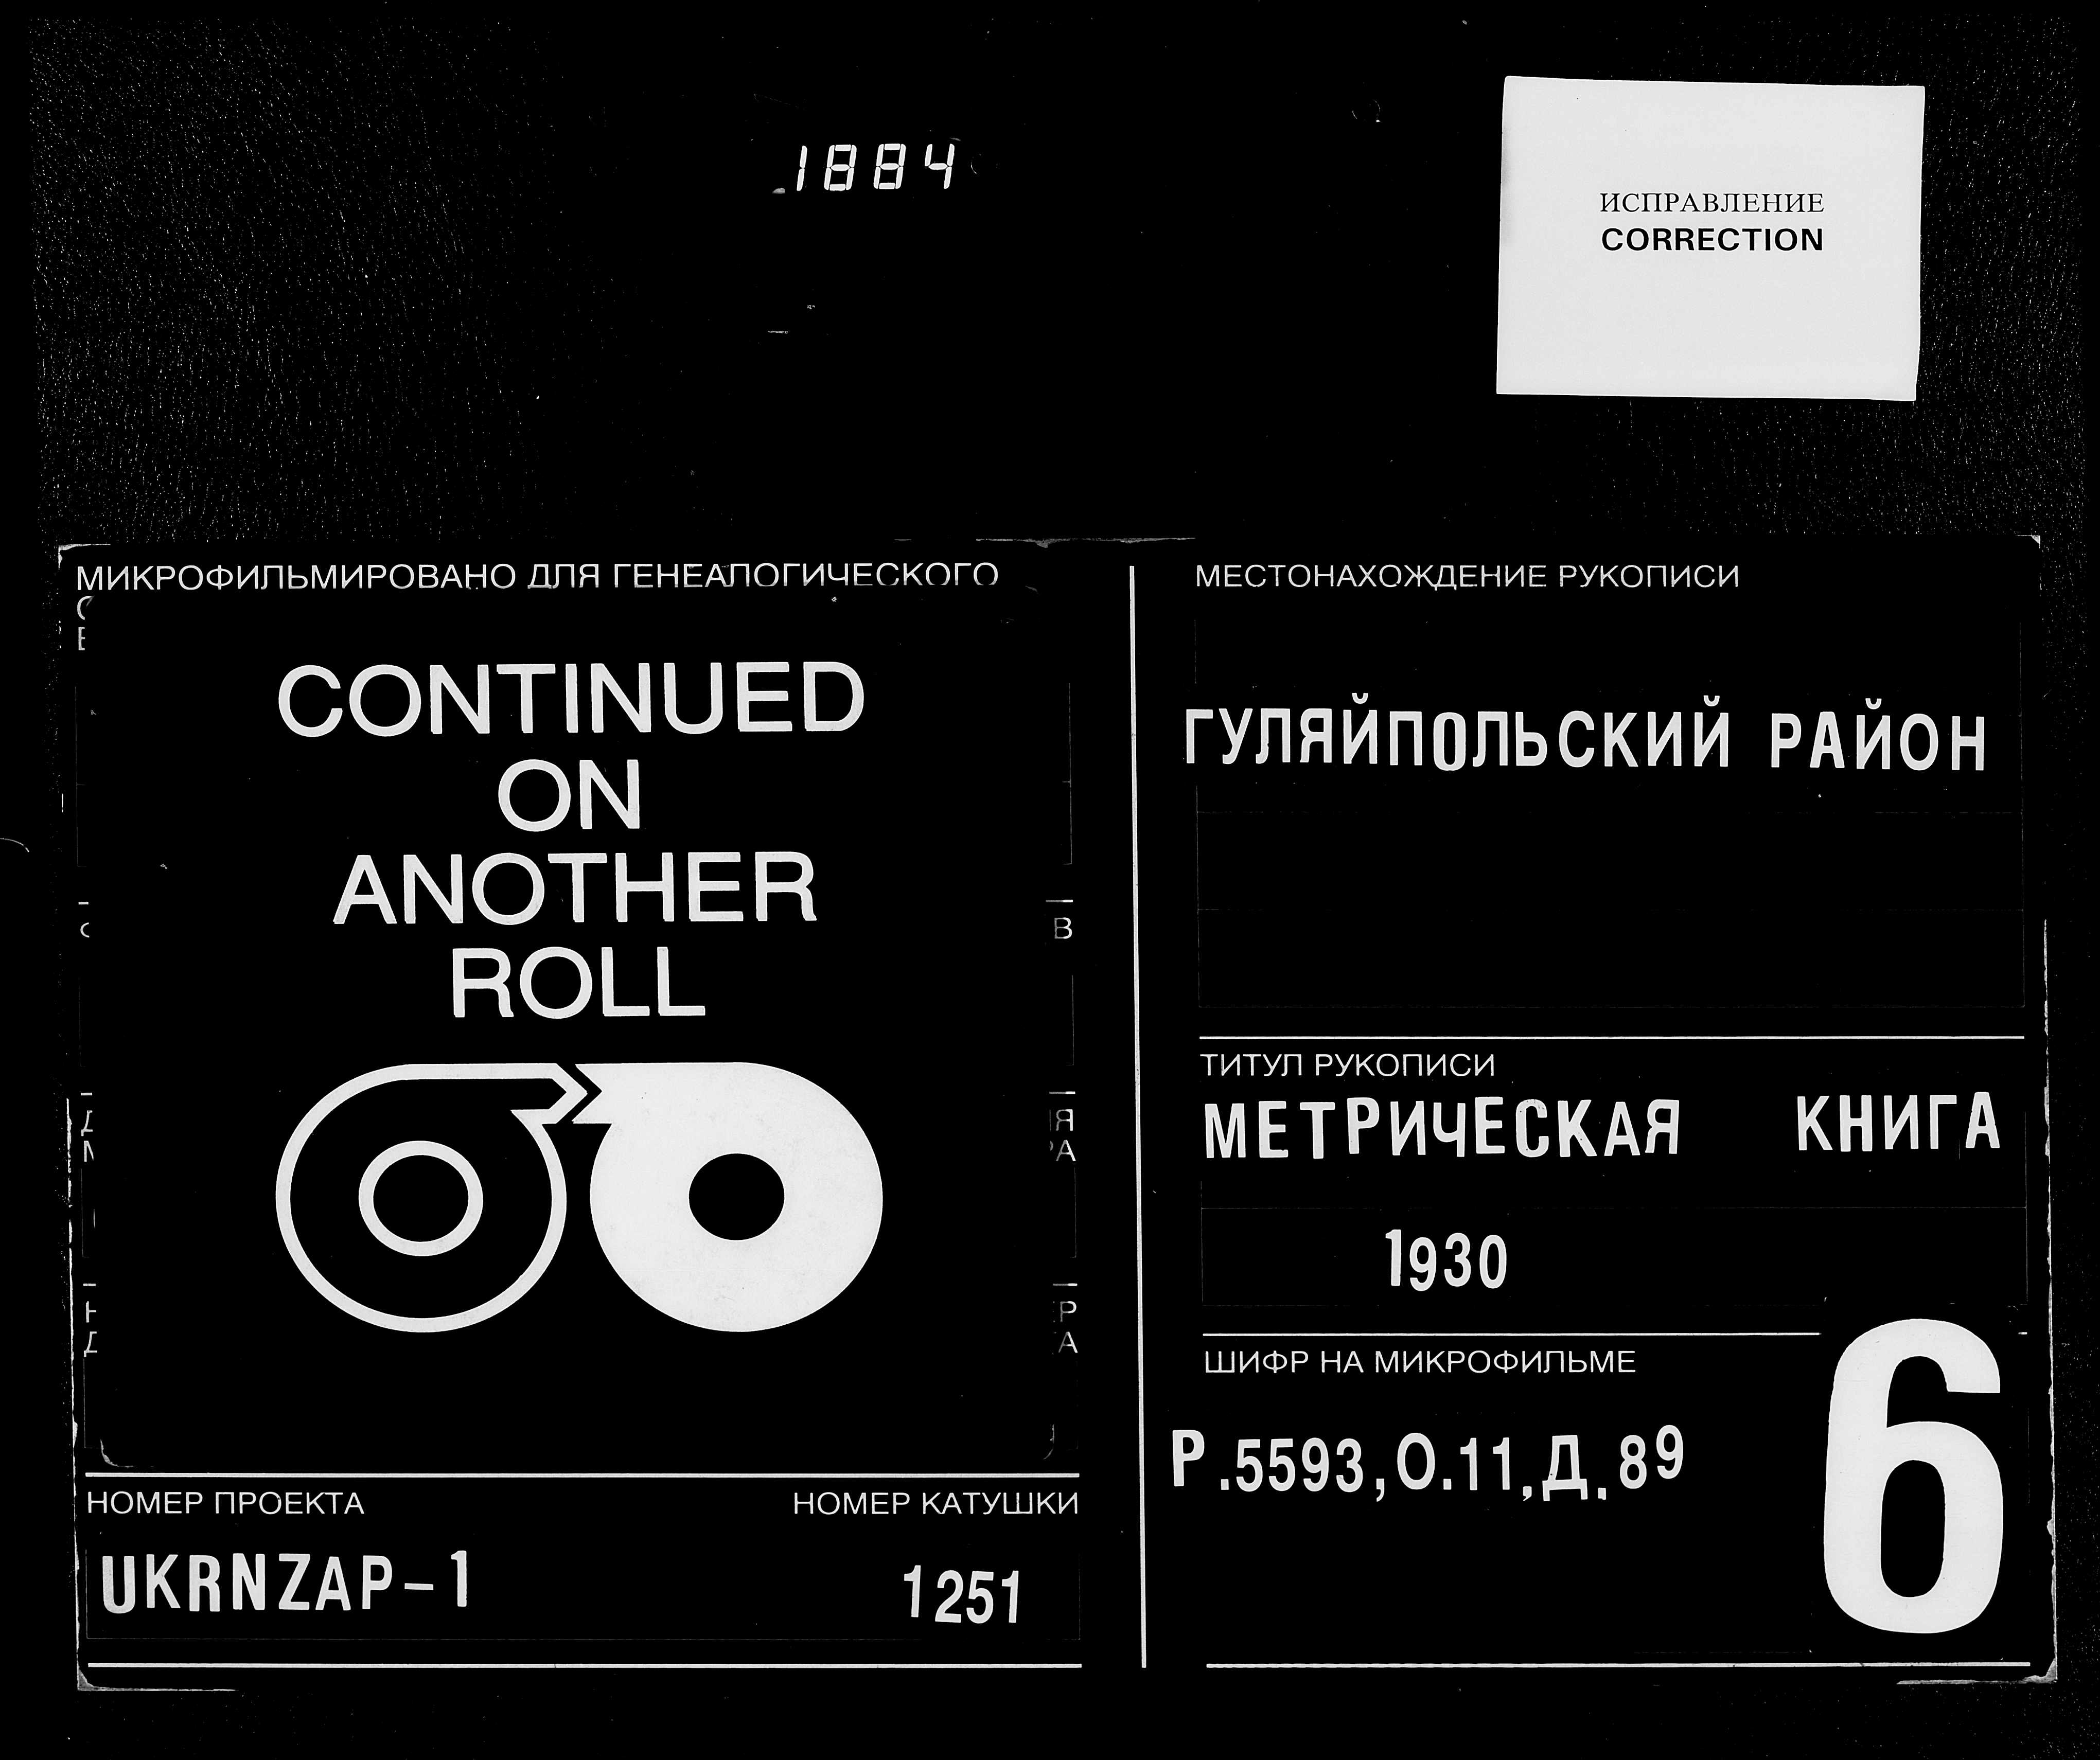 1884
ИСПРАВЛЕНИЕ
CORRECTION
МИКРОФИЛЬМИРОВАНО ДЛЯ ГЕНЕАЛОГИЧЕСКОГО
CONTINUED
ON
ANOTHER
ROLL
НОМЕР ПРОЕКТА
НОМЕР КАТУШКИ
UKRNZAP-1
1251
МЕСТОНАХОЖДЕНИЕ РУКОПИСИ
ГУЛЯЙПОЛЬСКИЙ РАЙОН
ТИТУЛ РУКОПИСИ
МЕТРИЧЕСКАЯ КНИГА
1930
ШИФР НА МИКРОФИЛЬМЕ
Р.5593,О.11,Д.89
6